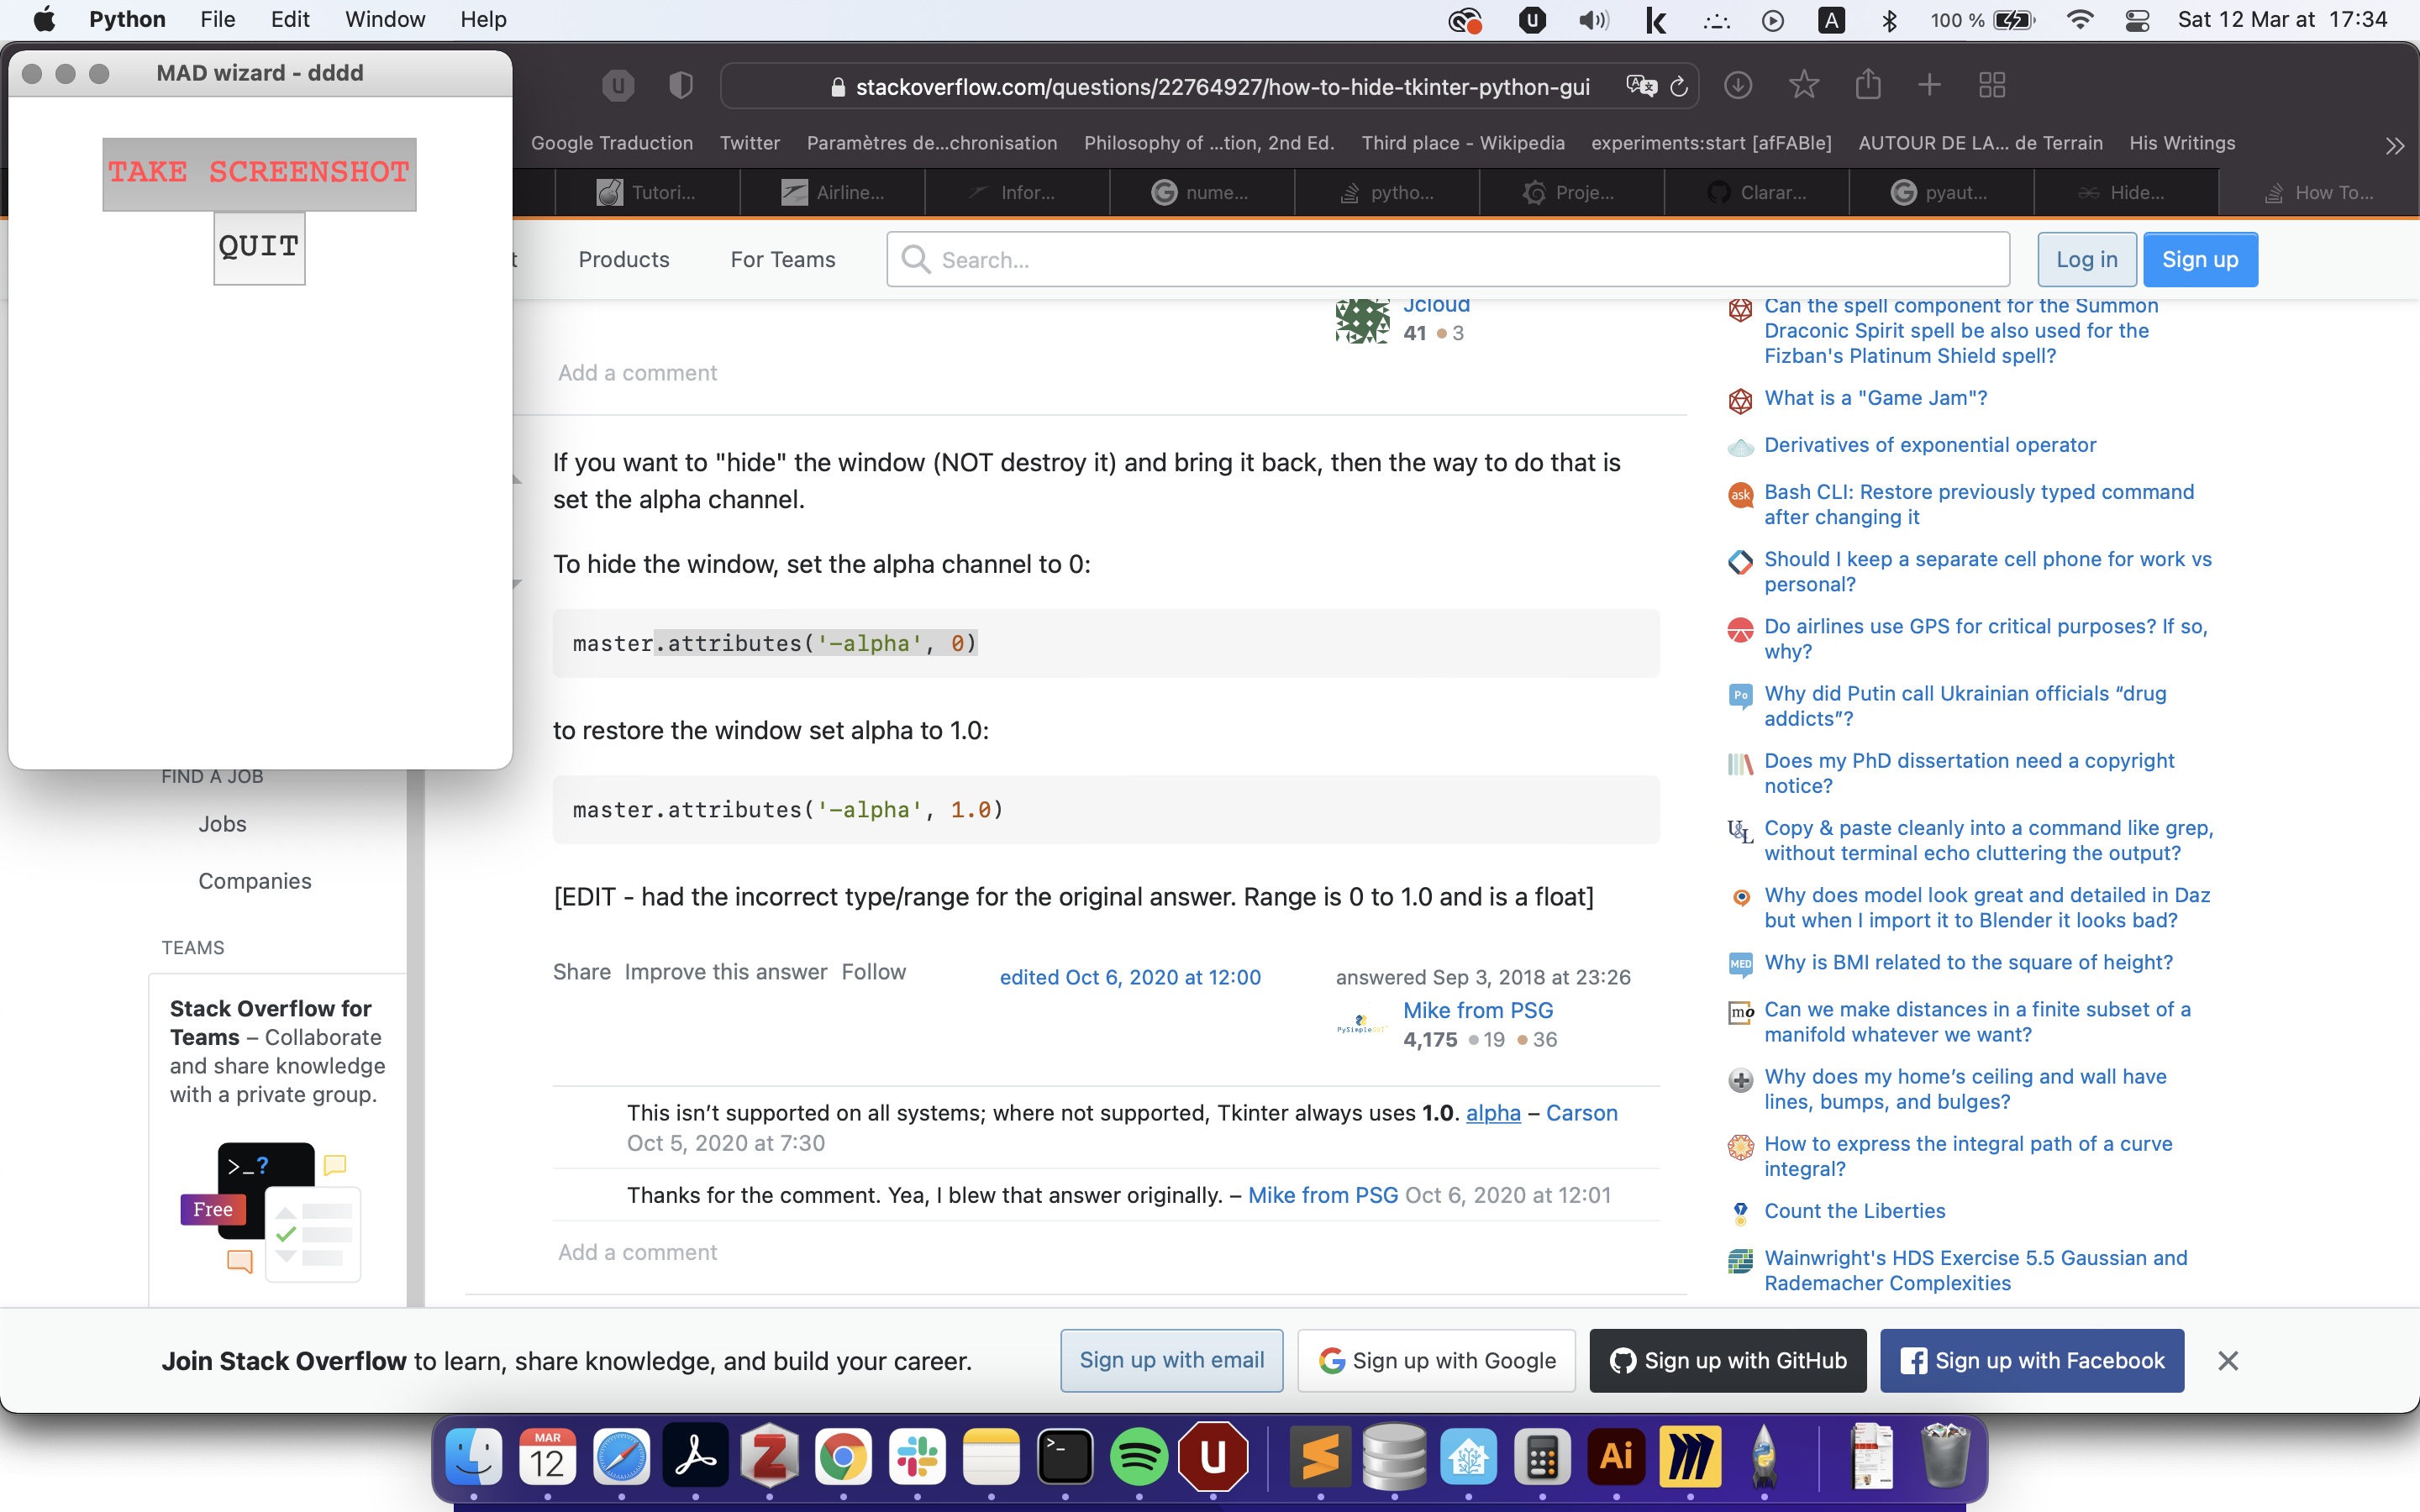 Python File Edit Window Help
100 % Sat 12 Mar at 17:34
MAD wizard - dddd
TAKE SCREENSHOT
QUIT
stackoverflow.com/questions/22764927/how-to-hide-tkinter-python-gui
Google Traduction Twitter Paramètres de...chronisation Philosophy of ...tion, 2nd Ed. Third place - Wikipedia experiments:start [afFABle] AUTOUR DE LA... de Terrain His Writings
Tutori... Airline... Infor... nume... pytho... Proje... Clarar... pyaut... Hide... How To...
t Products For Teams Search... Log in Sign up
Jcloud
41 3
Add a comment
If you want to "hide" the window (NOT destroy it) and bring it back, then the way to do that is
set the alpha channel.
To hide the window, set the alpha channel to 0:
master.attributes('-alpha', 0)
to restore the window set alpha to 1.0:
master.attributes('-alpha', 1.0)
[EDIT - had the incorrect type/range for the original answer. Range is 0 to 1.0 and is a float]
Share Improve this answer Follow
edited Oct 6, 2020 at 12:00
answered Sep 3, 2018 at 23:26
Mike from PSG
PySimpleGUI
4,175 19 36
This isn't supported on all systems; where not supported, Tkinter always uses 1.0. alpha – Carson
Oct 5, 2020 at 7:30
Thanks for the comment. Yea, I blew that answer originally. – Mike from PSG Oct 6, 2020 at 12:01
Add a comment
FIND A JOB
Jobs
Companies
TEAMS
Stack Overflow for
Teams – Collaborate
and share knowledge
with a private group.
>_?
Free
Can the spell component for the Summon
Draconic Spirit spell be also used for the
Fizban's Platinum Shield spell?
What is a "Game Jam"?
Derivatives of exponential operator
ask
Bash CLI: Restore previously typed command
after changing it
Should I keep a separate cell phone for work vs
personal?
Do airlines use GPS for critical purposes? If so,
why?
Po
Why did Putin call Ukrainian officials “drug
addicts”?
Does my PhD dissertation need a copyright
notice?
U&L
Copy & paste cleanly into a command like grep,
without terminal echo cluttering the output?
Why does model look great and detailed in Daz
but when I import it to Blender it looks bad?
MED
Why is BMI related to the square of height?
mo
Can we make distances in a finite subset of a
manifold whatever we want?
Why does my home’s ceiling and wall have
lines, bumps, and bulges?
How to express the integral path of a curve
integral?
Count the Liberties
Wainwright's HDS Exercise 5.5 Gaussian and
Rademacher Complexities
Join Stack Overflow to learn, share knowledge, and build your career.
Sign up with email Sign up with Google Sign up with GitHub Sign up with Facebook
MAR
12
Ai